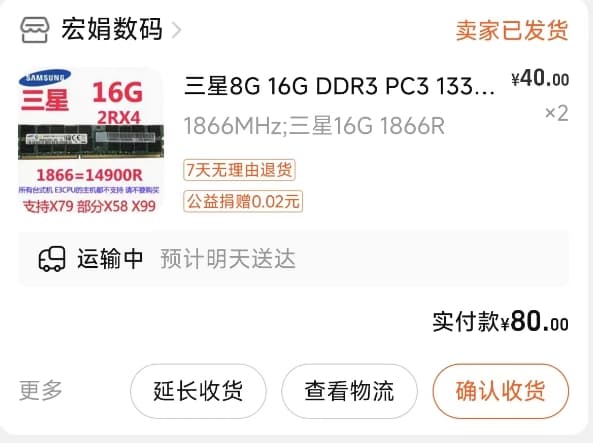 宏娟数码
卖家已发货
SAMSUNG
三星
16G
2RX4
1866=14900R
所有台式机 E3CPU的主机都不支持 请不要购买
支持X79 部分X58 X99
三星8G 16G DDR3 PC3 133...
¥40.00
1866MHz;三星16G 1866R
×2
7天无理由退货
公益捐赠0.02元
运输中 预计明天送达
实付款¥80.00
更多
延长收货
查看物流
确认收货